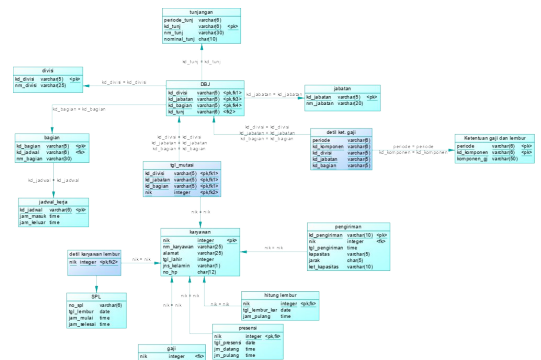 tunjangan
periode_tunj varchar(6)
kd_tunj varchar(6) <pk>
nm_tunj varchar(30)
nominal_tunj char(10)
kd_tunj = kd_tunj
divisi
kd_divisi varchar(5) <pk>
nm_divisi varchar(25)
kd_divisi = kd_divisi
DBJ
kd_divisi varchar(5) <pk,fk1>
kd_jabatan varchar(5) <pk,fk3>
kd_bagian varchar(5) <pk,fk4>
kd_tunj varchar(6) <fk2>
kd_jabatan = kd_jabatan
jabatan
kd_jabatan varchar(5) <pk>
nm_jabatan varchar(20)
kd_bagian = kd_bagian
bagian
kd_bagian varchar(5) <pk>
kd_jadwal varchar(6) <fk>
nm_bagian varchar(30)
kd_divisi = kd_divisi
kd_jabatan = kd_jabatan
kd_bagian = kd_bagian
kd_divisi = kd_divisi
kd_jabatan = kd_jabatan
kd_bagian = kd_bagian
detil ket. gaji
periode varchar(6)
kd_komponen varchar(6)
kd_divisi varchar(5)
kd_jabatan varchar(5)
kd_bagian varchar(5)
periode = periode
kd_komponen = kd_komponen
Ketentuan gaji dan lembur
periode varchar(6) <pk>
kd_komponen varchar(6) <pk>
komponen_gj varchar(50)
tgl_mutasi
kd_divisi varchar(5) <pk,fk1>
kd_jabatan varchar(5) <pk,fk1>
kd_bagian varchar(5) <pk,fk1>
nik integer <pk,fk2>
kd_jadwal = kd_jadwal
jadwal_kerja
kd_jadwal varchar(6) <pk>
jam_masuk time
jam_keluar time
nik = nik
karyawan
nik integer <pk>
nm_karyawan varchar(25)
alamat varchar(25)
tgl_lahir integer
jns_kelamin varchar(1)
no_hp char(12)
nik = nik
pengiriman
kd_pengiriman varchar(10) <pk>
nik integer <fk>
tgl_pengiriman time
kapasitas varchar(5)
jarak char(5)
ket_kapasitas varchar(10)
detil karyawan lembur
nik integer <pk,fk2>
nik = nik
SPL
no_spl varchar(6)
tgl_lembur date
jam_mulai time
jam_selesai time
nik = nik
nik = nik
nik = nik
hitung lembur
nik integer <pk,fk>
tgl_lembur_ker date
jam_pulang time
presensi
nik integer <pk,fk>
tgl_presensi date
jm_datang time
jm_pulang time
gaji
nik integer <fk>